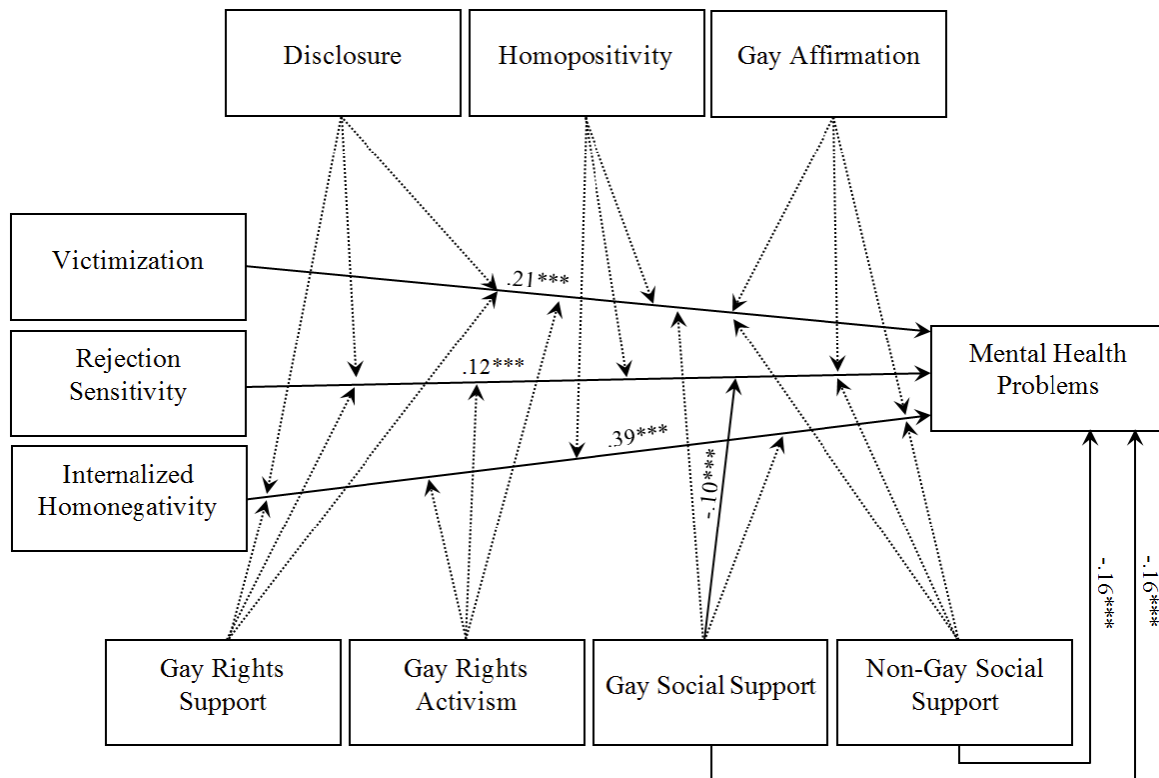 Disclosure
Homopositivity
Gay Affirmation
Victimization
.21***
Rejection
Sensitivity
.12***
Mental Health
Problems
Internalized
Homonegativity
.39***
-.10***
-.16***
-.16***
Gay Rights
Support
Gay Rights
Activism
Gay Social Support
Non-Gay Social
Support